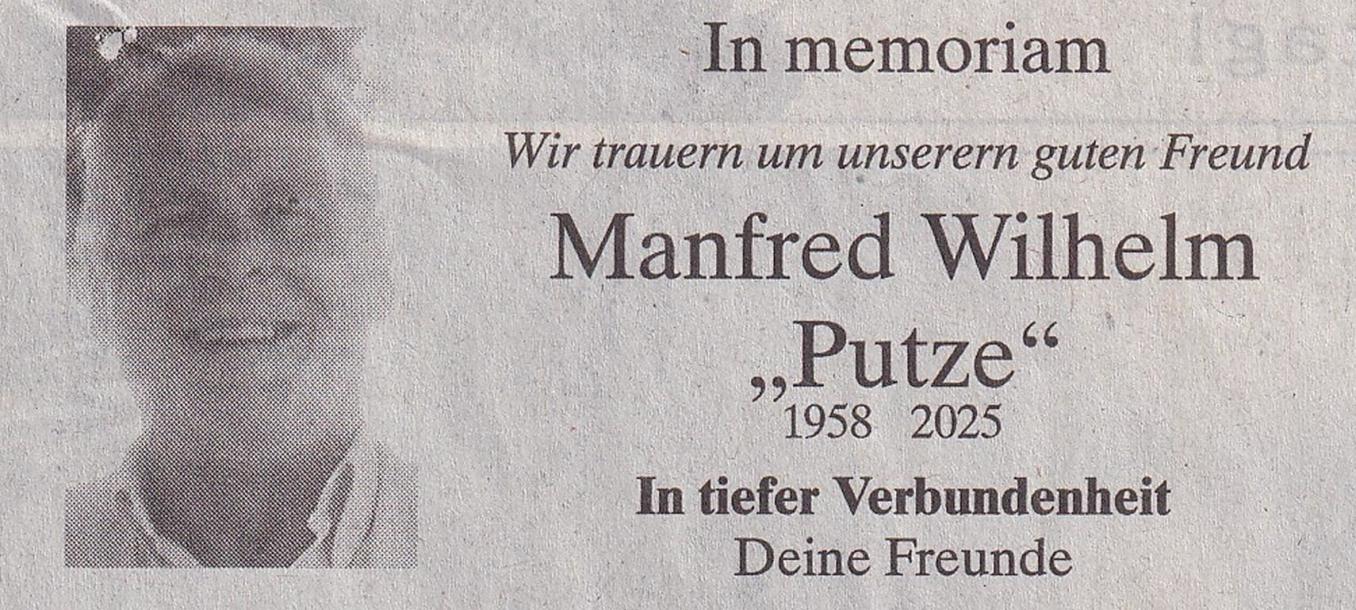 In memoriam
Wir trauern um unserern guten Freund
Manfred Wilhelm
„Putze“
1958 2025
In tiefer Verbundenheit
Deine Freunde